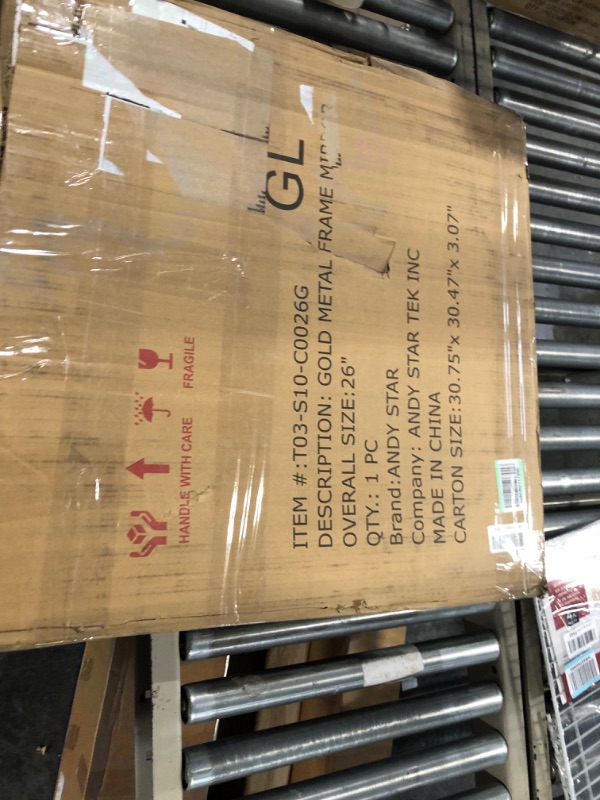 GL
ITEM #:T03-S10-C0026G
DESCRIPTION: GOLD METAL FRAME MIRROR
OVERALL SIZE:26"
QTY.: 1 PC
Brand:ANDY STAR
Company: ANDY STAR TEK INC
MADE IN CHINA
CARTON SIZE:30.75"x 30.47"x 3.07"
HANDLE WITH CARE
FRAGILE